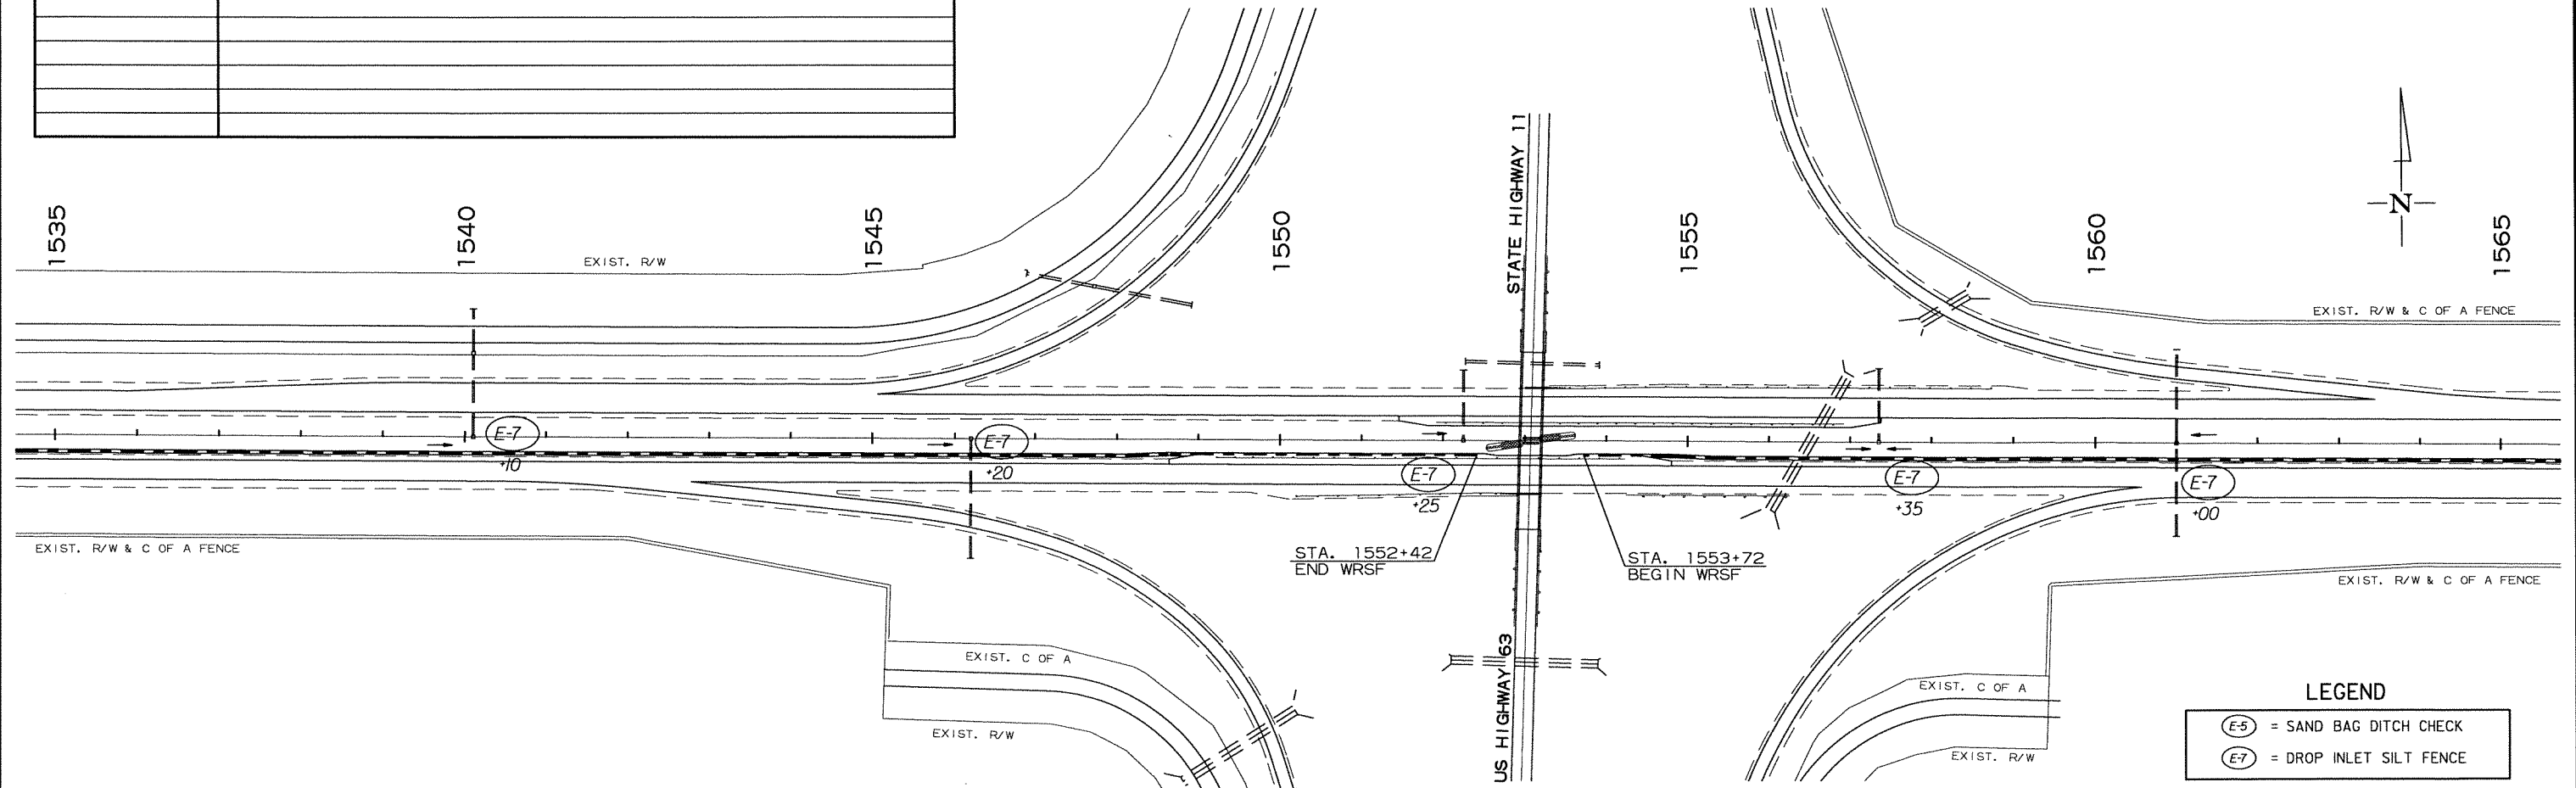 1535
1540
1545
1550
1555
1560
1565
STATE HIGHWAY 11
N
EXIST. R/W
EXIST. R/W & C OF A FENCE
E-7
+10
E-7
+20
E-7
+25
E-7
+35
E-7
+00
EXIST. R/W & C OF A FENCE
STA. 1552+42
END WRSF
STA. 1553+72
BEGIN WRSF
EXIST. R/W & C OF A FENCE
US HIGHWAY 63
EXIST. C OF A
EXIST. R/W
EXIST. C OF A
EXIST. R/W
LEGEND
E-5 = SAND BAG DITCH CHECK
E-7 = DROP INLET SILT FENCE